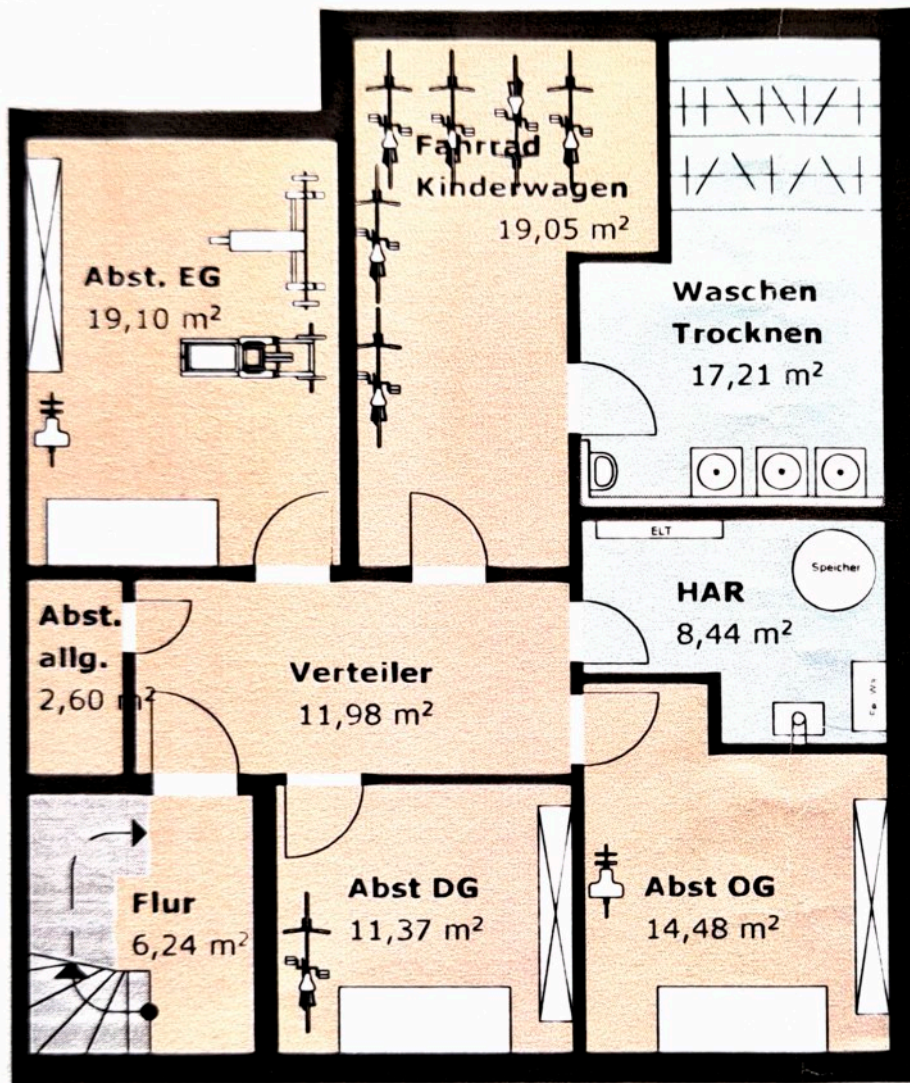 Fahrrad
Kinderwagen
19,05 m²
Abst. EG
19,10 m²
Waschen
Trocknen
17,21 m²
ELT
Speicher
HAR
8,44 m²
Abst.
allg.
2,60 m²
Verteiler
11,98 m²
Flur
6,24 m²
Abst DG
11,37 m²
Abst OG
14,48 m²